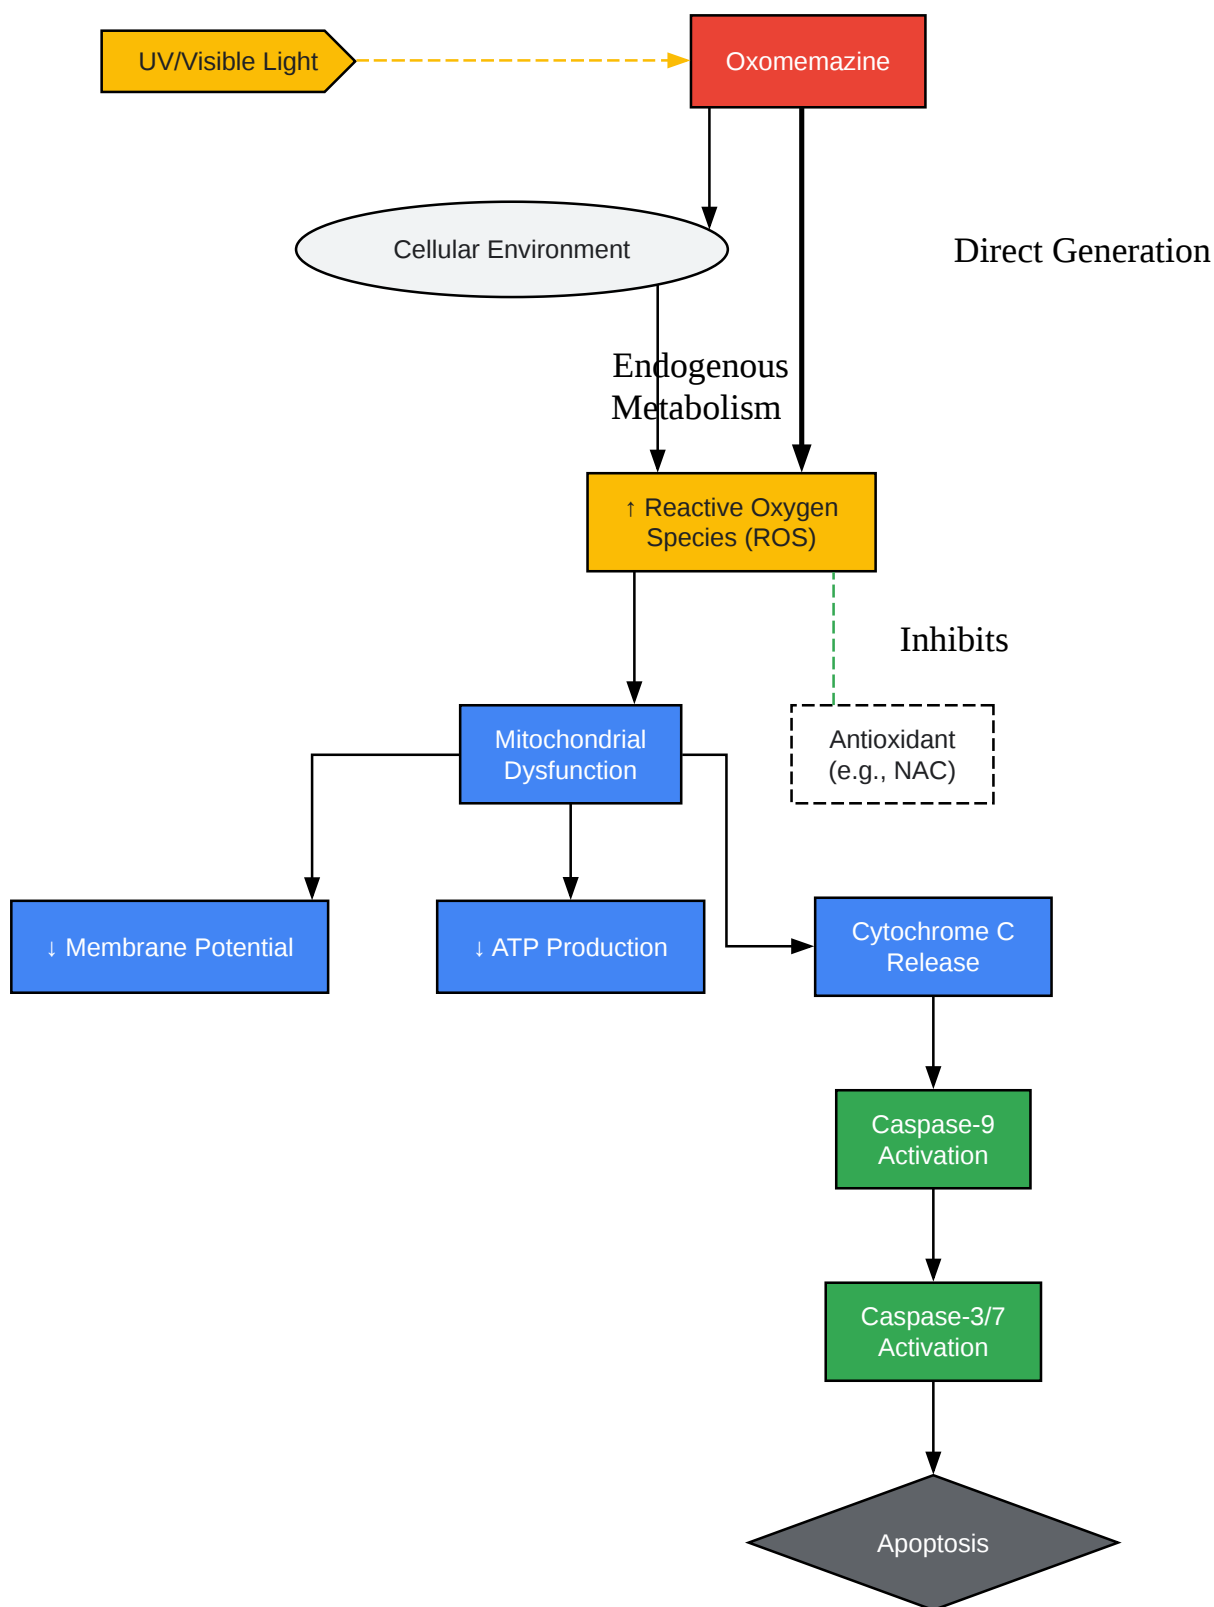 UV/Visible Light
Oxomemazine
Cellular Environment
Direct Generation
Endogenous
Metabolism
↑ Reactive Oxygen
Species (ROS)
Inhibits
Mitochondrial
Dysfunction
Antioxidant
(e.g., NAC)
↓ Membrane Potential
↓ ATP Production
Cytochrome C
Release
Caspase-9
Activation
Caspase-3/7
Activation
Apoptosis